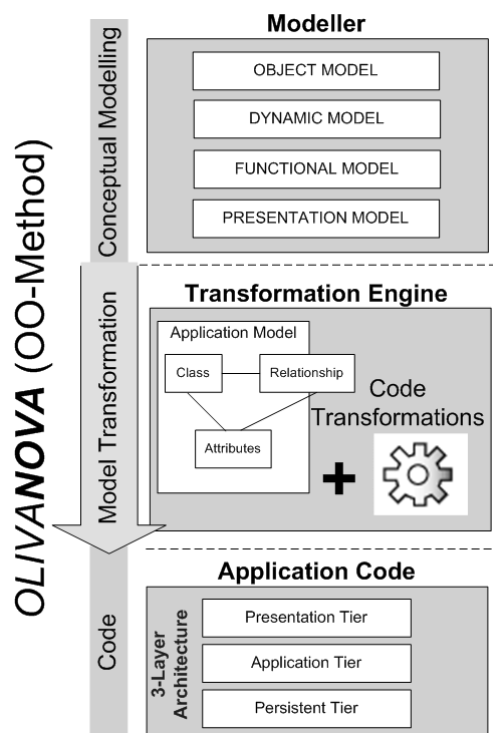 OLIVANOVA (OO-Method)
Conceptual Modelling
Modeller
OBJECT MODEL
DYNAMIC MODEL
FUNCTIONAL MODEL
PRESENTATION MODEL
Model Transformation
Transformation Engine
Application Model
Class
Relationship
Attributes
+
Code
Transformations
Code
Application Code
3-Layer
Architecture
Presentation Tier
Application Tier
Persistent Tier